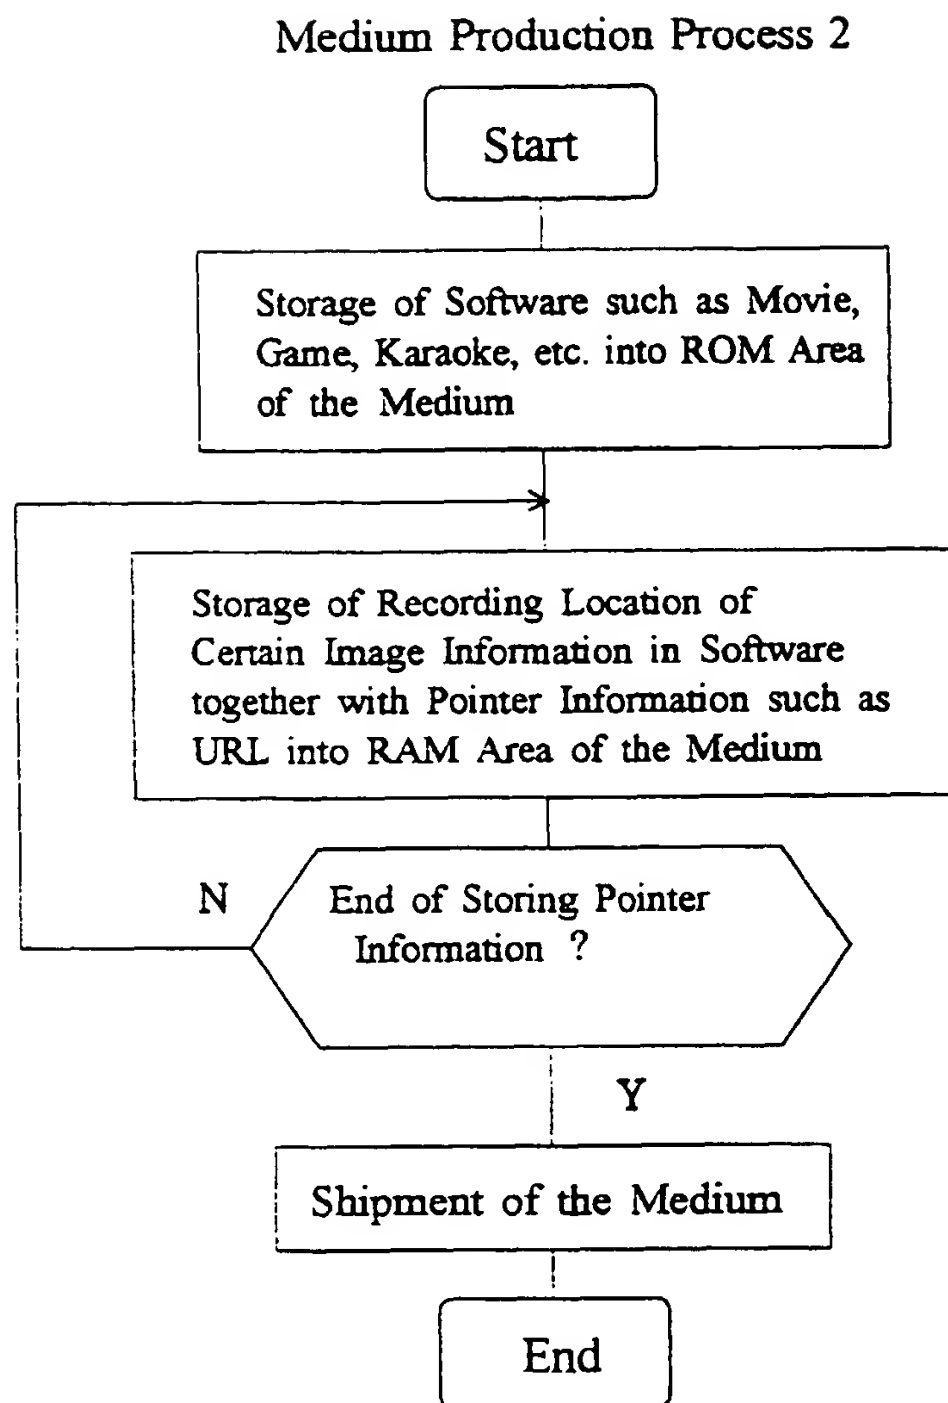 Medium Production Process 2
Start
Storage of Software such as Movie,
Game, Karaoke, etc. into ROM Area
of the Medium
Storage of Recording Location of
Certain Image Information in Software
together with Pointer Information such as
URL into RAM Area of the Medium
N
End of Storing Pointer
Information ?
Y
Shipment of the Medium
End